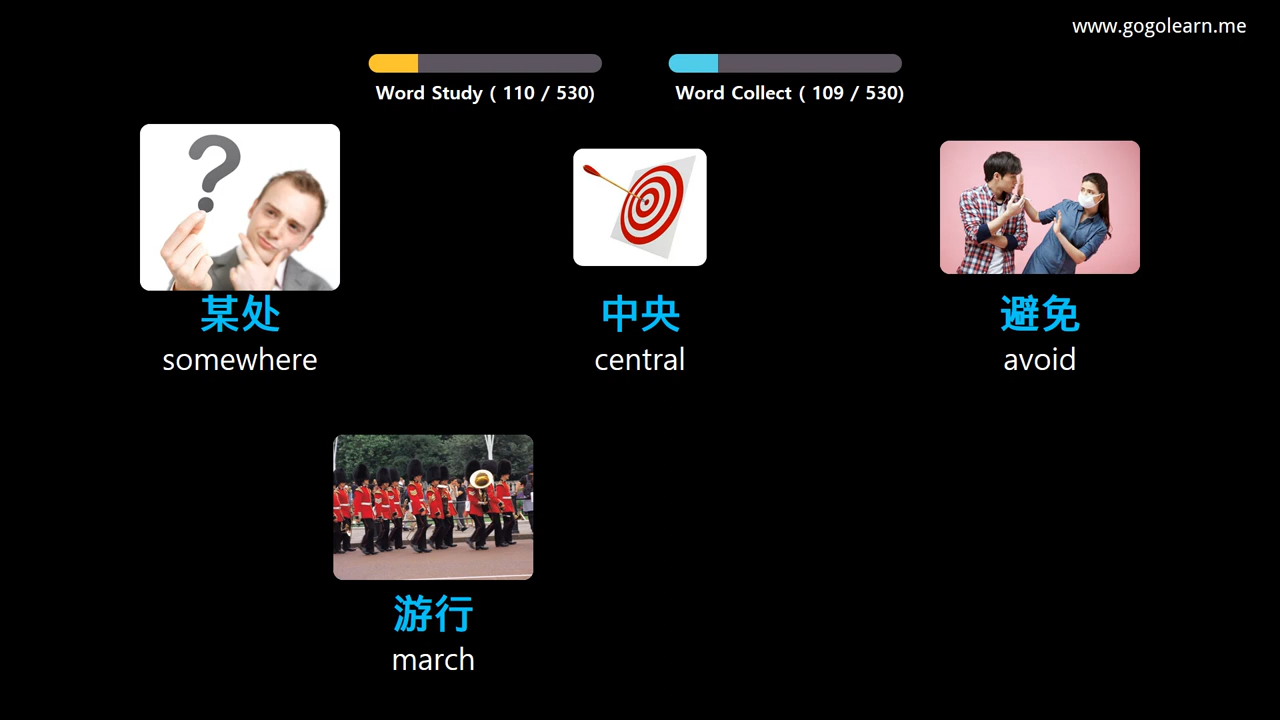 www.gogolearn.me
Word Study ( 110 / 530)
Word Collect ( 109 / 530)
某处
somewhere
中央
central
避免
avoid
游行
march